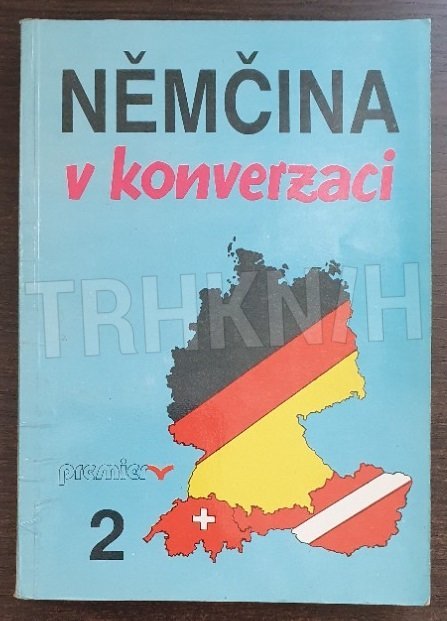 NĚMČINA
v konverzaci
TRHKNIH
premier
2